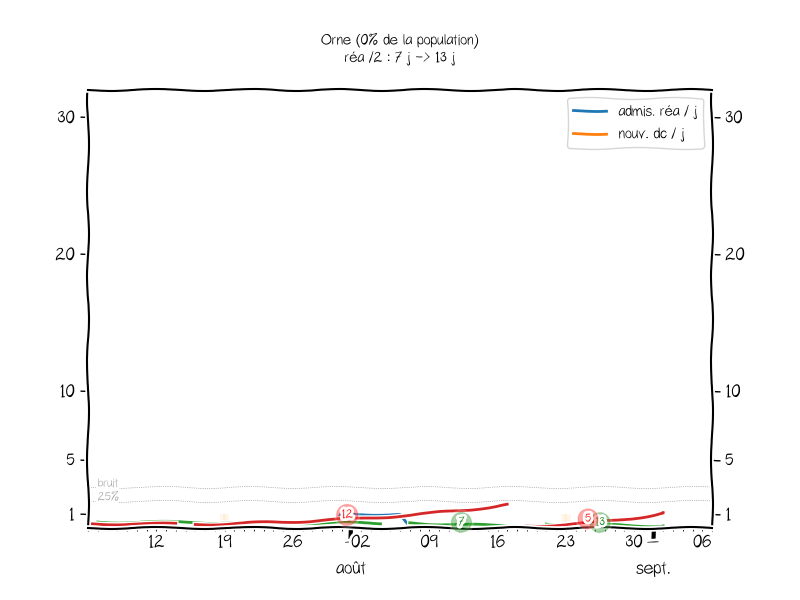 Orne (0% de la population)
réa /2 : 7 j -> 13 j
admis. réa / j
nouv. dc / j
30 30
20 20
10 10
5 5
bruit
25%
1 12 7 5 13 1
12 19 26 02 09 16 23 30 06
août sept.